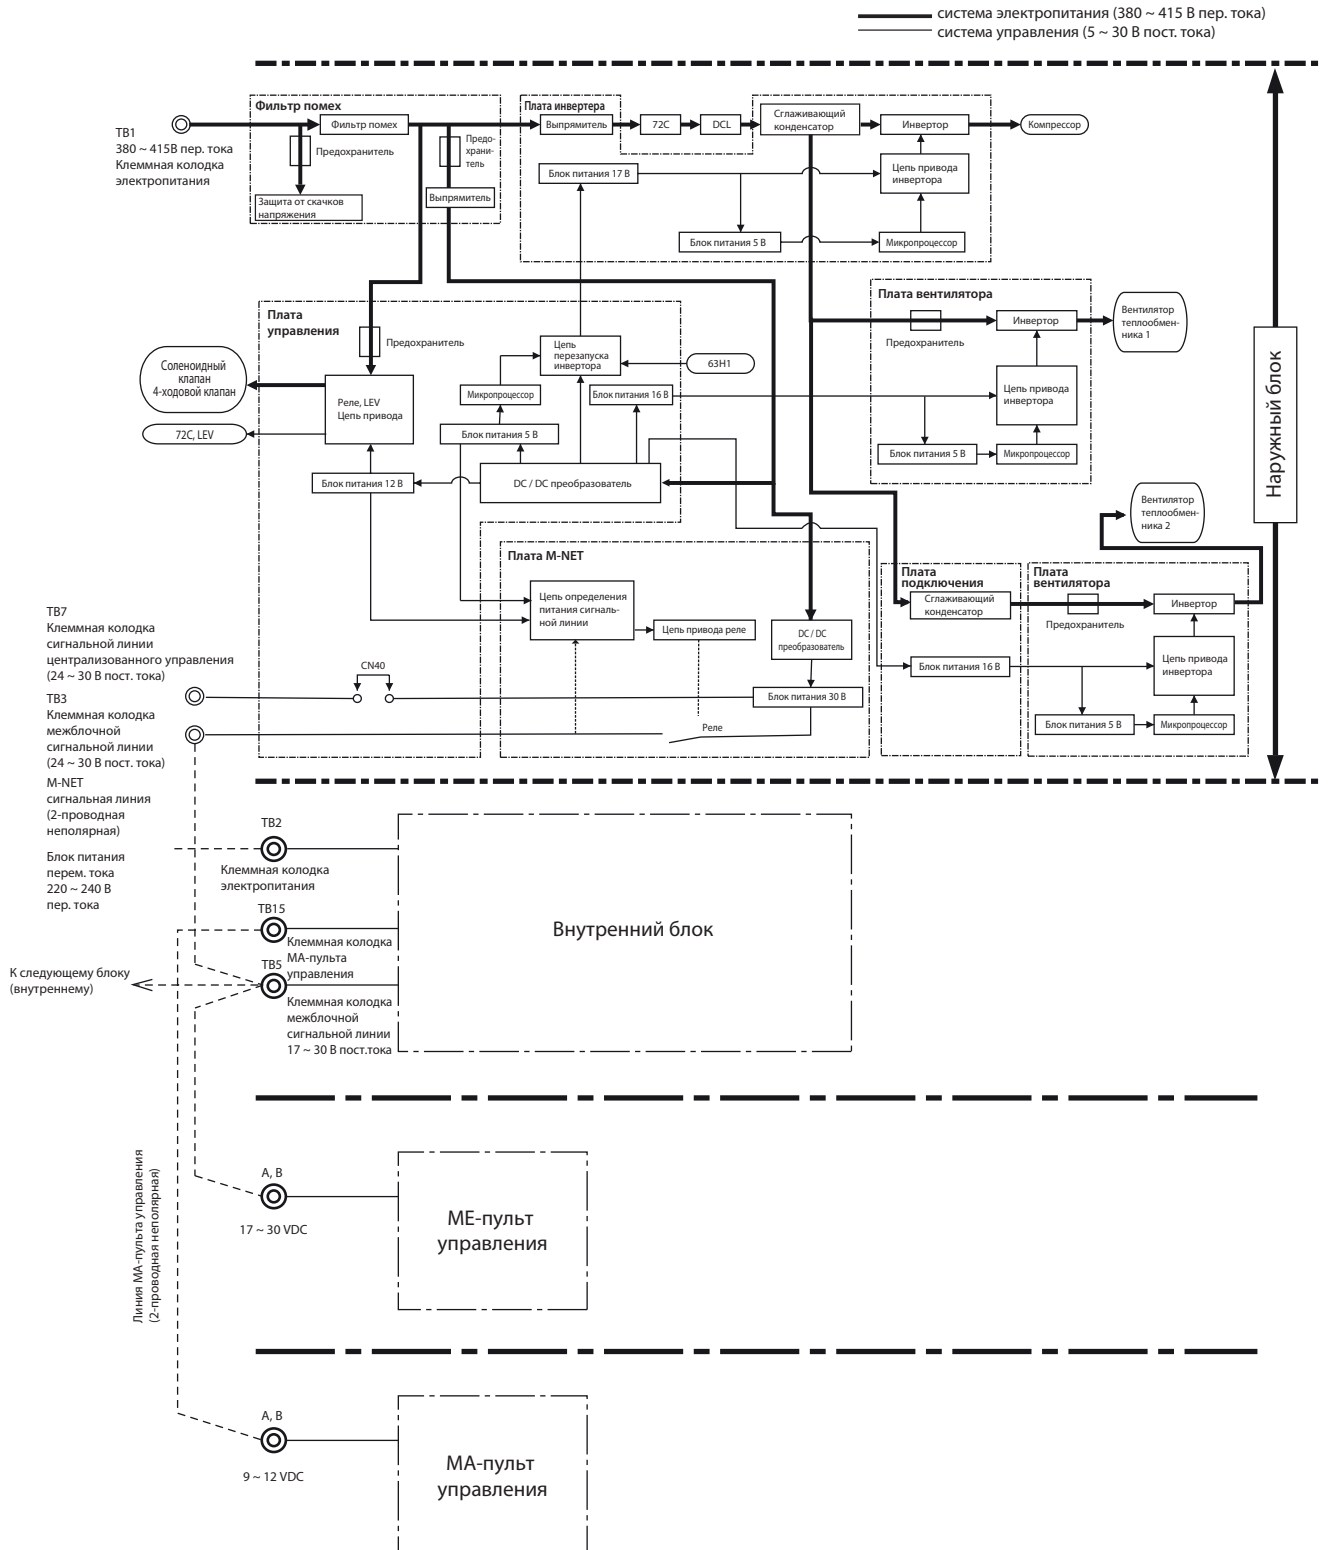 система электропитания (380 ~ 415 В пер. тока)
система управления (5 ~ 30 В пост. тока)
Фильтр помех
Плата инвертера
TB1
380 ~ 415В пер. тока
Клеммная колодка
электропитания
Фильтр помех
Предохранитель
Защита от скачков
напряжения
Предо-
храни-
тель
Выпрямитель
Выпрямитель
72C
DCL
Сглаживающий
конденсатор
Инвертор
Компрессор
Блок питания 17 В
Цепь привода
инвертора
Блок питания 5 В
Микропроцессор
Плата
управления
Предохранитель
Соленоидный
клапан
4-ходовой клапан
72C, LEV
Реле, LEV
Цепь привода
Блок питания 12 В
Цепь
перезапуска
инвертора
63H1
Микропроцессор
Блок питания 16 В
Блок питания 5 В
DC / DC преобразователь
Плата вентилятора
Предохранитель
Инвертор
Вентилятор
теплообмен-
ника 1
Цепь привода
инвертора
Блок питания 5 В
Микропроцессор
Наружный блок
Вентилятор
теплообмен-
ника 2
Плата M-NET
Цепь определения
питания сигналь-
ной линии
Цепь привода реле
DC / DC
преобразователь
Блок питания 30 В
Реле
CN40
Плата
подключения
Сглаживающий
конденсатор
Блок питания 16 В
Плата
вентилятора
Предохранитель
Инвертор
Цепь привода
инвертора
Блок питания 5 В
Микропроцессор
TB7
Клеммная колодка
сигнальной линии
централизованного управления
(24 ~ 30 В пост. тока)
TB3
Клеммная колодка
межблочной
сигнальной линии
(24 ~ 30 В пост. тока)
M-NET
сигнальная линия
(2-проводная
неполярная)
Блок питания
перем. тока
220 ~ 240 В
пер. тока
TB2
Клеммная колодка
электропитания
TB15
Клеммная колодка
МА-пульта
управления
TB5
Клеммная колодка
межблочной
сигнальной линии
17 ~ 30 В пост.тока
Внутренний блок
К следующему блоку
(внутреннему)
Линия МА-пульта управления
(2-проводная неполярная)
A, B
17 ~ 30 VDC
МЕ-пульт
управления
A, B
9 ~ 12 VDC
МА-пульт
управления